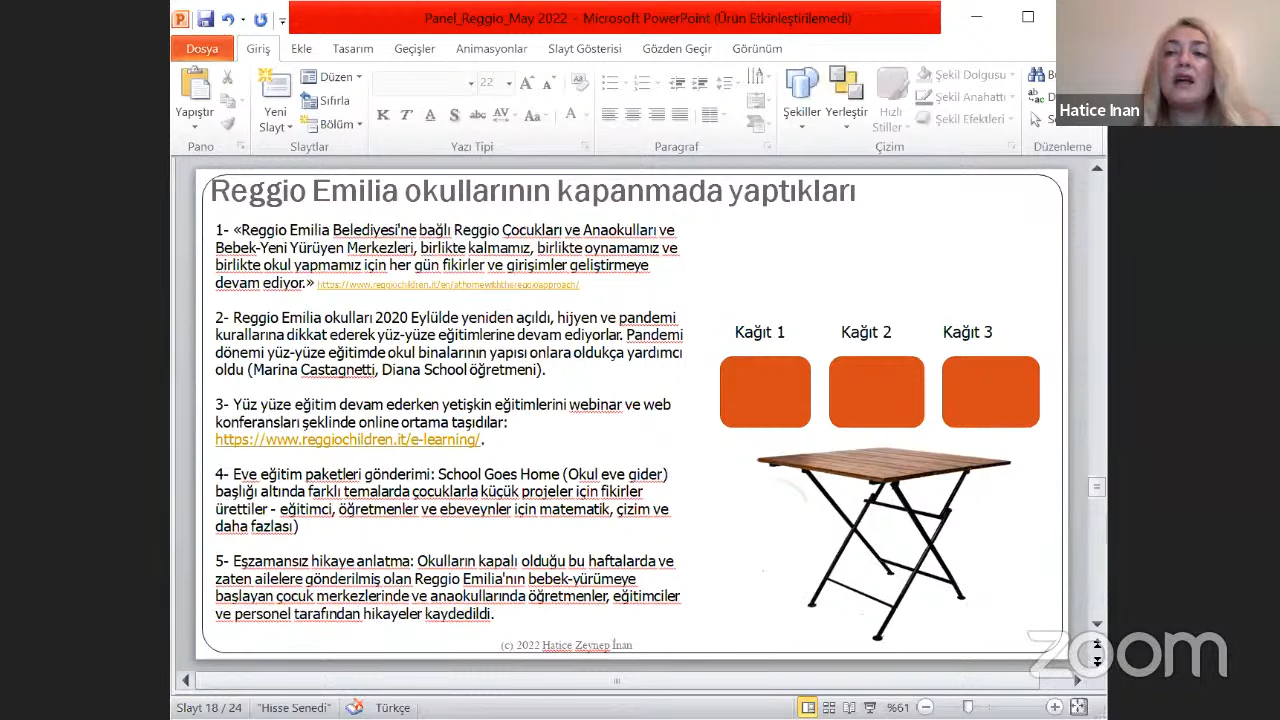 Panel_Reggio_May 2022 - Microsoft PowerPoint (Ürün Etkinleştirilemedi)
Dosya Giriş Ekle Tasarım Geçişler Animasyonlar Slayt Gösterisi Gözden Geçir Görünüm
Yapıştır
Pano
Yeni
Slayt
Düzen
Sıfırla
Bölüm
Slaytlar
22
Yazı Tipi
Paragraf
Şekiller
Yerleştir
Hızlı
Stiller
Şekil Dolgusu
Şekil Anahattı
Şekil Efektleri
Çizim
Düzenleme
Hatice Inan
Reggio Emilia okullarının kapanmada yaptıkları
1- «Reggio Emilia Belediyesi'ne bağlı Reggio Çocukları ve Anaokulları ve
Bebek-Yeni Yürüyen Merkezleri, birlikte kalmamız, birlikte oynamamız ve
birlikte okul yapmamız için her gün fikirler ve girişimler geliştirmeye
devam ediyor.» https://www.reggiochildren.it/en/athomewiththereggioapproach/
2- Reggio Emilia okulları 2020 Eylülde yeniden açıldı, hijyen ve pandemi
kurallarına dikkat ederek yüz-yüze eğitimlerine devam ediyorlar. Pandemi
dönemi yüz-yüze eğitimde okul binalarının yapısı onlara oldukça yardımcı
oldu (Marina Castagnetti, Diana School öğretmeni).
3- Yüz yüze eğitim devam ederken yetişkin eğitimlerini webinar ve web
konferansları şeklinde online ortama taşıdılar:
https://www.reggiochildren.it/e-learning/.
4- Eve eğitim paketleri gönderimi: School Goes Home (Okul eve gider)
başlığı altında farklı temalarda çocuklarla küçük projeler için fikirler
ürettiler - eğitimci, öğretmenler ve ebeveynler için matematik, çizim ve
daha fazlası)
5- Eşzamansız hikaye anlatma: Okulların kapalı olduğu bu haftalarda ve
zaten ailelere gönderilmiş olan Reggio Emilia'nın bebek-yürümeye
başlayan çocuk merkezlerinde ve anaokullarında öğretmenler, eğitimciler
ve personel tarafından hikayeler kaydedildi.
Kağıt 1 Kağıt 2 Kağıt 3
(c) 2022 Hatice Zeynep İnan
zoom
Slayt 18 / 24 "Hisse Senedi" Türkçe %61